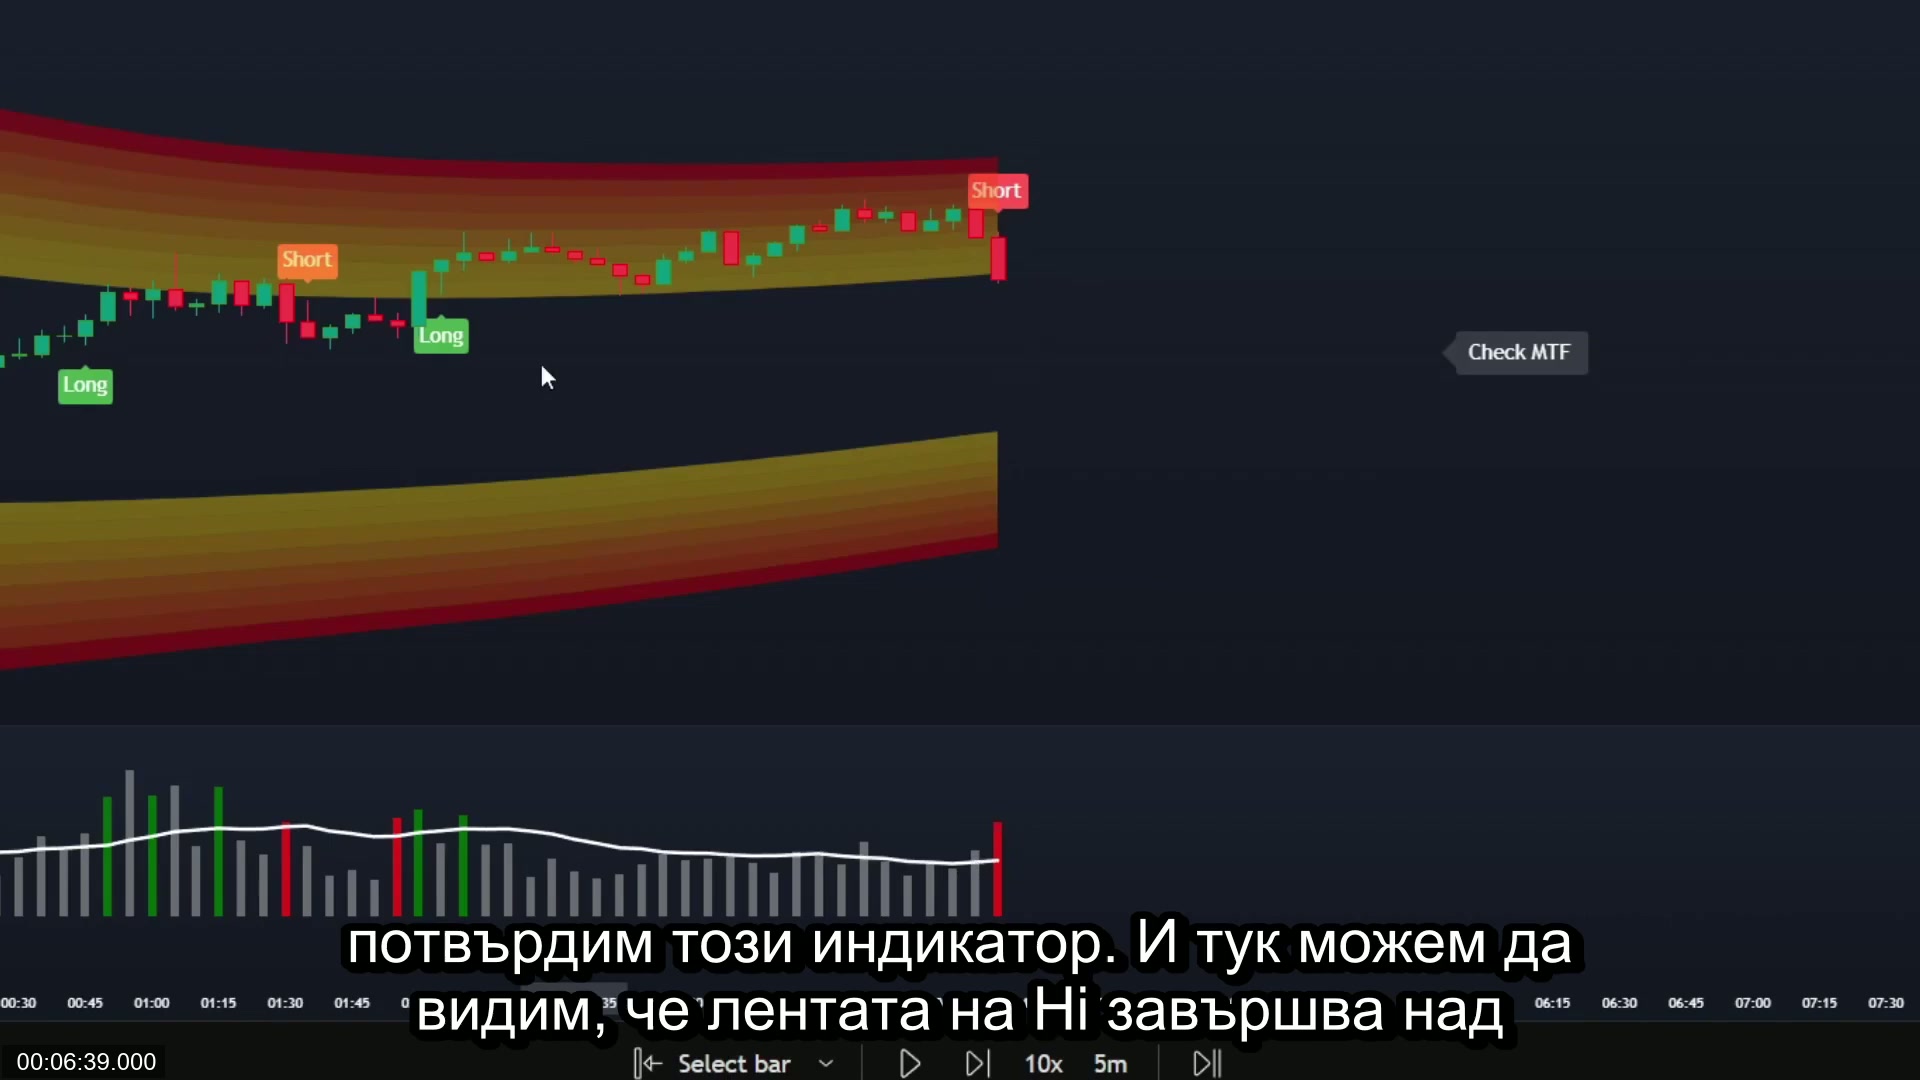 Short
Short
Long
Check MTF
Long
потвърдим този индикатор. И тук можем да
видим, че лентата на Hi завършва над
00:30 00:45 01:00 01:15 01:30 01:45 06:15 06:30 06:45 07:00 07:15 07:30
00:06:39.000 Select bar 10x 5m